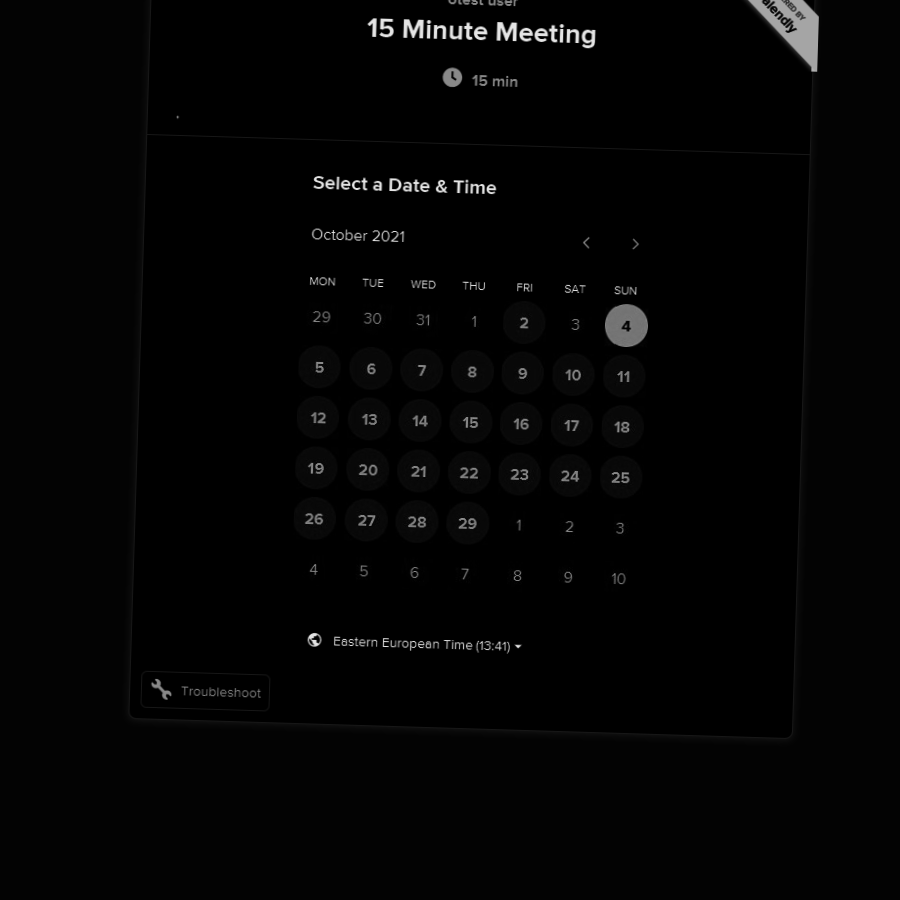 utest user
15 Minute Meeting
15 min
Select a Date & Time
October 2021
MON TUE WED THU FRI SAT SUN
29 30 31 1 2 3 4
5 6 7 8 9 10 11
12 13 14 15 16 17 18
19 20 21 22 23 24 25
26 27 28 29 1 2 3
4 5 6 7 8 9 10
Eastern European Time (13:41)
Troubleshoot